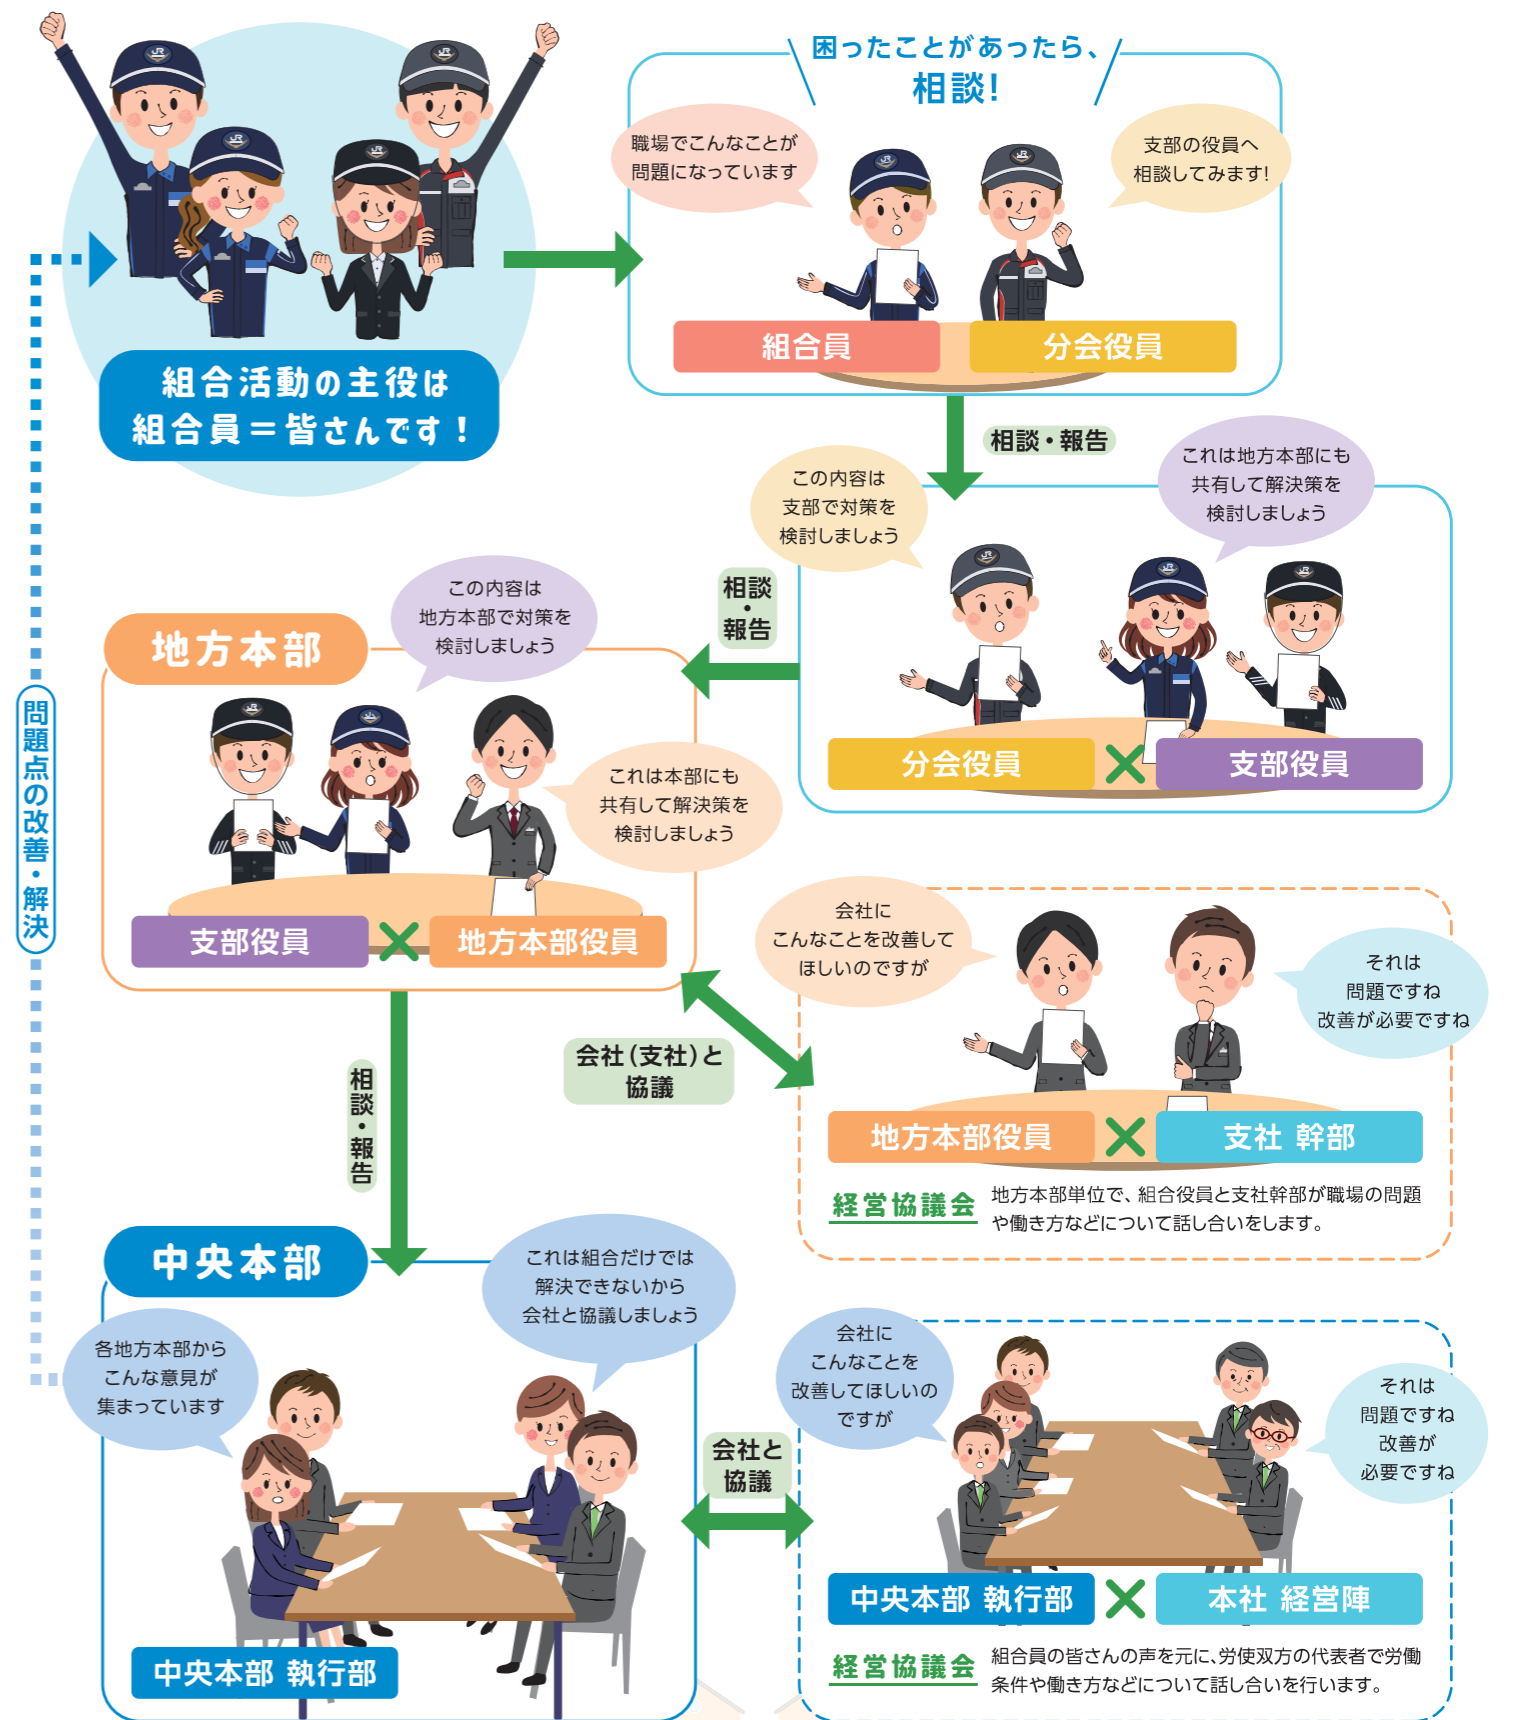 困ったことがあったら、
相談！
職場でこんなことが
問題になっています
支部の役員へ
相談してみます！
組合員
分会役員
組合活動の主役は
組合員＝皆さんです！
相談・報告
この内容は
支部で対策を
検討しましょう
これは地方本部にも
共有して解決策を
検討しましょう
分会役員
×
支部役員
相談・報告
地方本部
この内容は
地方本部で対策を
検討しましょう
これは本部にも
共有して解決策を
検討しましょう
支部役員
×
地方本部役員
問題点の改善・解決
会社（支社）と
協議
会社に
こんなことを改善して
ほしいのですが
それは
問題ですね
改善が必要ですね
地方本部役員
×
支社 幹部
経営協議会
地方本部単位で、組合役員と支社幹部が職場の問題
や働き方などについて話し合いをします。
相談・報告
中央本部
これは組合だけでは
解決できないから
会社と協議しましょう
各地方本部から
こんな意見が
集まっています
中央本部 執行部
会社と
協議
会社に
こんなことを
改善してほしいの
ですが
それは
問題ですね
改善が
必要ですね
中央本部 執行部
×
本社 経営陣
経営協議会
組合員の皆さんの声を元に、労使双方の代表者で労働
条件や働き方などについて話し合いを行います。